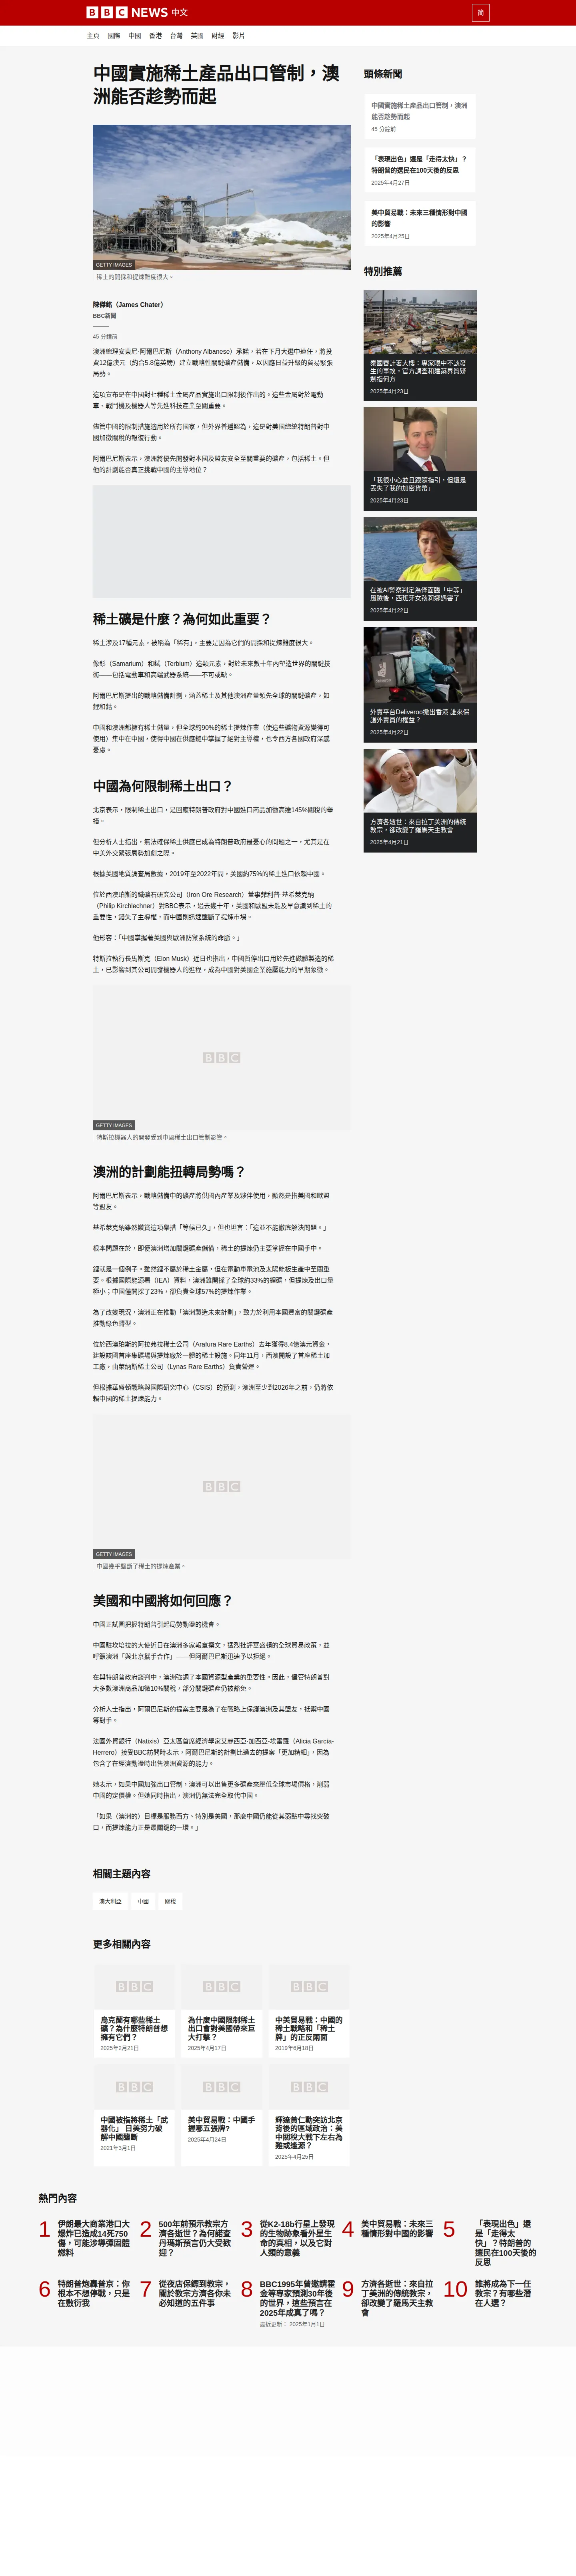 BBC NEWS 中文
简
主頁 國際 中國 香港 台灣 英國 財經 影片
中國實施稀土產品出口管制，澳
洲能否趁勢而起
GETTY IMAGES
稀土的開採和提煉難度很大。
陳傑銘（James Chater）
BBC新聞
45 分鐘前
澳洲總理安東尼·阿爾巴尼斯（Anthony Albanese）承諾，若在下月大選中連任，將投
資12億澳元（約合5.8億英鎊）建立戰略性關鍵礦產儲備，以因應日益升級的貿易緊張
局勢。
這項宣布是在中國對七種稀土金屬產品實施出口限制後作出的。這些金屬對於電動
車、戰鬥機及機器人等先進科技產業至關重要。
儘管中國的限制措施適用於所有國家，但外界普遍認為，這是對美國總統特朗普對中
國加徵關稅的報復行動。
阿爾巴尼斯表示，澳洲將優先開發對本國及盟友安全至關重要的礦產，包括稀土。但
他的計劃能否真正挑戰中國的主導地位？
稀土礦是什麼？為何如此重要？
稀土涉及17種元素，被稱為「稀有」，主要是因為它們的開採和提煉難度很大。
像釤（Samarium）和鋱（Terbium）這類元素，對於未來數十年內塑造世界的關鍵技
術——包括電動車和高端武器系統——不可或缺。
阿爾巴尼斯提出的戰略儲備計劃，涵蓋稀土及其他澳洲產量領先全球的關鍵礦產，如
鋰和鈷。
中國和澳洲都擁有稀土儲量，但全球約90%的稀土提煉作業（使這些礦物資源變得可
使用）集中在中國，使得中國在供應鏈中掌握了絕對主導權，也令西方各國政府深感
憂慮。
中國為何限制稀土出口？
北京表示，限制稀土出口，是回應特朗普政府對中國進口商品加徵高達145%關稅的舉
措。
但分析人士指出，無法確保稀土供應已成為特朗普政府最憂心的問題之一，尤其是在
中美外交緊張局勢加劇之際。
根據美國地質調查局數據，2019年至2022年間，美國約75%的稀土進口依賴中國。
位於西澳珀斯的鐵礦石研究公司（Iron Ore Research）董事菲利普·基希萊克納
（Philip Kirchlechner）對BBC表示，過去幾十年，美國和歐盟未能及早意識到稀土的
重要性，錯失了主導權，而中國則迅速壟斷了提煉市場。
他形容：「中國掌握著美國與歐洲防禦系統的命脈。」
特斯拉執行長馬斯克（Elon Musk）近日也指出，中國暫停出口用於先進磁體製造的稀
土，已影響到其公司開發機器人的進程，成為中國對美國企業施壓能力的早期象徵。
BBC
GETTY IMAGES
特斯拉機器人的開發受到中國稀土出口管制影響。
澳洲的計劃能扭轉局勢嗎？
阿爾巴尼斯表示，戰略儲備中的礦產將供國內產業及夥伴使用，顯然是指美國和歐盟
等盟友。
基希萊克納雖然讚賞這項舉措「等候已久」，但也坦言：「這並不能徹底解決問題。」
根本問題在於，即便澳洲增加關鍵礦產儲備，稀土的提煉仍主要掌握在中國手中。
鋰就是一個例子。雖然鋰不屬於稀土金屬，但在電動車電池及太陽能板生產中至關重
要。根據國際能源署（IEA）資料，澳洲雖開採了全球約33%的鋰礦，但提煉及出口量
極小；中國僅開採了23%，卻負責全球57%的提煉作業。
為了改變現況，澳洲正在推動「澳洲製造未來計劃」，致力於利用本國豐富的關鍵礦產
推動綠色轉型。
位於西澳珀斯的阿拉弗拉稀土公司（Arafura Rare Earths）去年獲得8.4億澳元資金，
建設該國首座集礦場與提煉廠於一體的稀土設施。同年11月，西澳開設了首座稀土加
工廠，由萊納斯稀土公司（Lynas Rare Earths）負責營運。
但根據華盛頓戰略與國際研究中心（CSIS）的預測，澳洲至少到2026年之前，仍將依
賴中國的稀土提煉能力。
BBC
GETTY IMAGES
中國幾乎壟斷了稀土的提煉產業。
美國和中國將如何回應？
中國正試圖把握特朗普引起局勢動盪的機會。
中國駐坎培拉的大使近日在澳洲多家報章撰文，猛烈批評華盛頓的全球貿易政策，並
呼籲澳洲「與北京攜手合作」——但阿爾巴尼斯迅速予以拒絕。
在與特朗普政府談判中，澳洲強調了本國資源型產業的重要性。因此，儘管特朗普對
大多數澳洲商品加徵10%關稅，部分關鍵礦產仍被豁免。
分析人士指出，阿爾巴尼斯的提案主要是為了在戰略上保護澳洲及其盟友，抵禦中國
等對手。
法國外貿銀行（Natixis）亞太區首席經濟學家艾麗西亞·加西亞-埃雷羅（Alicia García-
Herrero）接受BBC訪問時表示，阿爾巴尼斯的計劃比過去的提案「更加精細」，因為
包含了在經濟動盪時出售澳洲資源的能力。
她表示，如果中國加強出口管制，澳洲可以出售更多礦產來壓低全球市場價格，削弱
中國的定價權。但她同時指出，澳洲仍無法完全取代中國。
「如果（澳洲的）目標是服務西方、特別是美國，那麼中國仍能從其弱點中尋找突破
口，而提煉能力正是最關鍵的一環。」
相關主題內容
澳大利亞 中國 關稅
更多相關內容
BBC
烏克蘭有哪些稀土
礦？為什麼特朗普想
擁有它們？
2025年2月21日
BBC
為什麼中國限制稀土
出口會對美國帶來巨
大打擊？
2025年4月17日
BBC
中美貿易戰：中國的
稀土戰略和「稀土
牌」的正反兩面
2019年6月18日
BBC
中國被指將稀土「武
器化」 日美努力破
解中國壟斷
2021年3月1日
BBC
美中貿易戰：中國手
握哪五張牌?
2025年4月24日
BBC
輝達黃仁勳突訪北京
背後的區域政治：美
中關稅大戰下左右為
難或逢源？
2025年4月25日
頭條新聞
中國實施稀土產品出口管制，澳洲
能否趁勢而起
45 分鐘前
「表現出色」還是「走得太快」？
特朗普的選民在100天後的反思
2025年4月27日
美中貿易戰：未來三種情形對中國
的影響
2025年4月25日
特別推薦
泰國審計署大樓：專家眼中不該發
生的事故，官方調查和建築界質疑
劍指何方
2025年4月23日
「我很小心並且跟隨指引，但還是
丟失了我的加密貨幣」
2025年4月23日
在被AI警察判定為僅面臨「中等」
風險後，西班牙女孩莉娜遇害了
2025年4月22日
外賣平台Deliveroo撤出香港 誰來保
護外賣員的權益？
2025年4月22日
方濟各逝世：來自拉丁美洲的傳統
教宗，卻改變了羅馬天主教會
2025年4月21日
熱門內容
1 伊朗最大商業港口大
爆炸已造成14死750
傷，可能涉導彈固體
燃料
2 500年前預示教宗方
濟各逝世？為何諾查
丹瑪斯預言仍大受歡
迎？
3 從K2-18b行星上發現
的生物跡象看外星生
命的真相，以及它對
人類的意義
4 美中貿易戰：未來三
種情形對中國的影響
5 「表現出色」還
是「走得太
快」？特朗普的
選民在100天後的
反思
6 特朗普炮轟普京：你
根本不想停戰，只是
在敷衍我
7 從夜店保鏢到教宗，
關於教宗方濟各你未
必知道的五件事
8 BBC1995年曾邀請霍
金等專家預測30年後
的世界，這些預言在
2025年成真了嗎？
最近更新： 2025年1月1日
9 方濟各逝世：來自拉
丁美洲的傳統教宗，
卻改變了羅馬天主教
會
10 誰將成為下一任
教宗？有哪些潛
在人選？